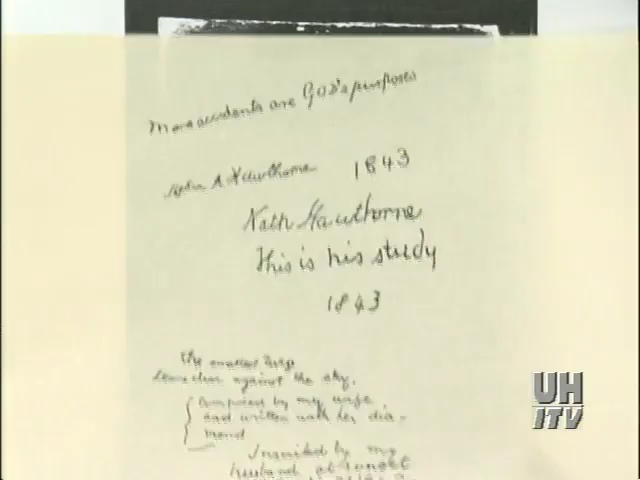 Man's accidents are GOD's purposes
Sophia A Hawthorne 1843
Nath Hawthorne
This is his study
1843
The smallest twig
leans clear against the sky.
Composed by my wife
and written with her dia-
mond
Inscribed by my
husband at sunset
UH
ITV